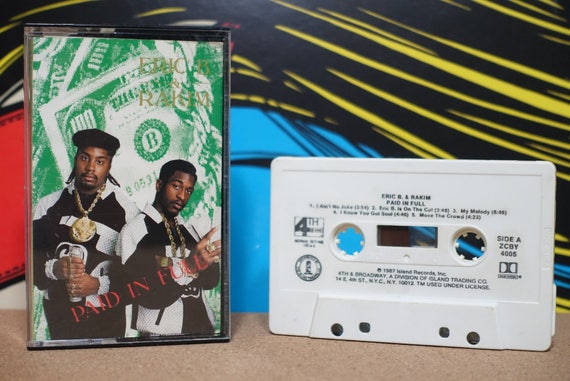 ERIC B.
RAKIM
PAID IN FULL
ERIC B. & RAKIM
PAID IN FULL
1. I Ain't No Joke (3:54) 2. Eric B. Is On The Cut (3:48) 3. My Melody (6:46)
4. I Know You Got Soul (4:46) 5. Move The Crowd (4:23)
4TH
SIDE A
ZCBY
4005
DOLBY
℗ 1987 Island Records, Inc.
4TH & BROADWAY, A DIVISION OF ISLAND TRADING CO.
14 E. 4th ST., N.Y.C., N.Y. 10012. TM USED UNDER LICENSE.